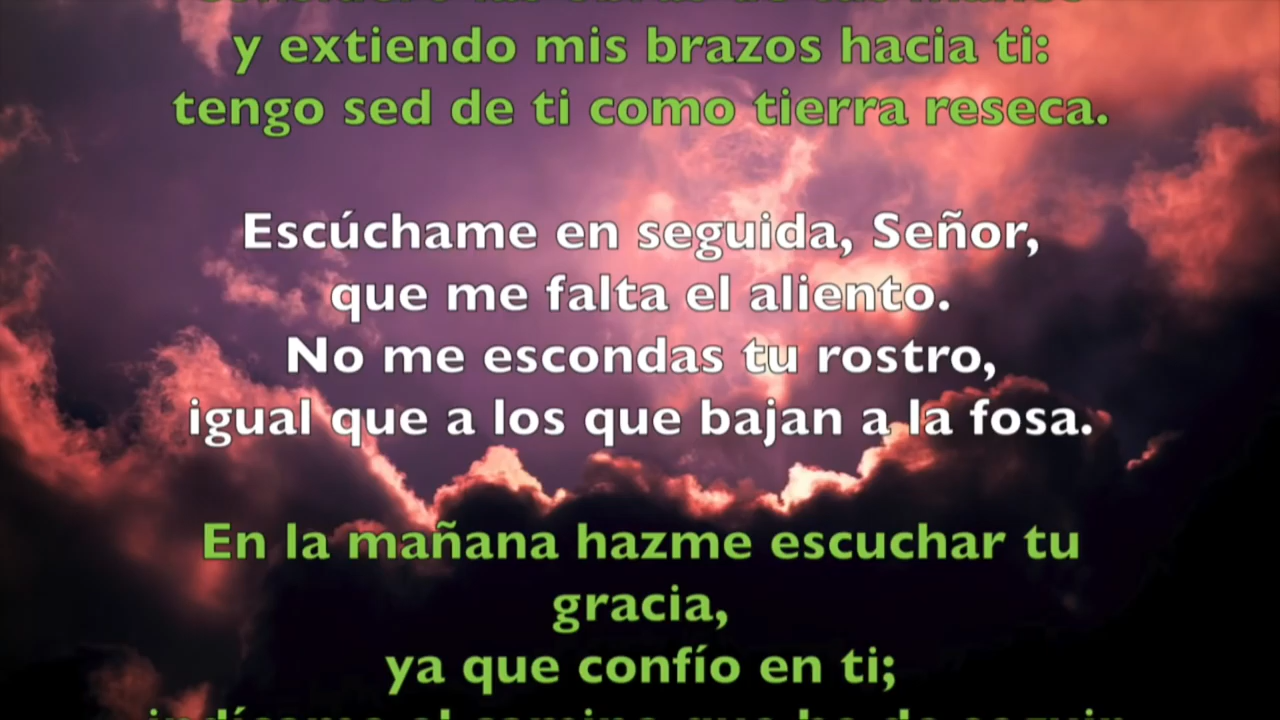 y extiendo mis brazos hacia ti:
tengo sed de ti como tierra reseca.
Escúchame en seguida, Señor,
que me falta el aliento.
No me escondas tu rostro,
igual que a los que bajan a la fosa.
En la mañana hazme escuchar tu
gracia,
ya que confío en ti;